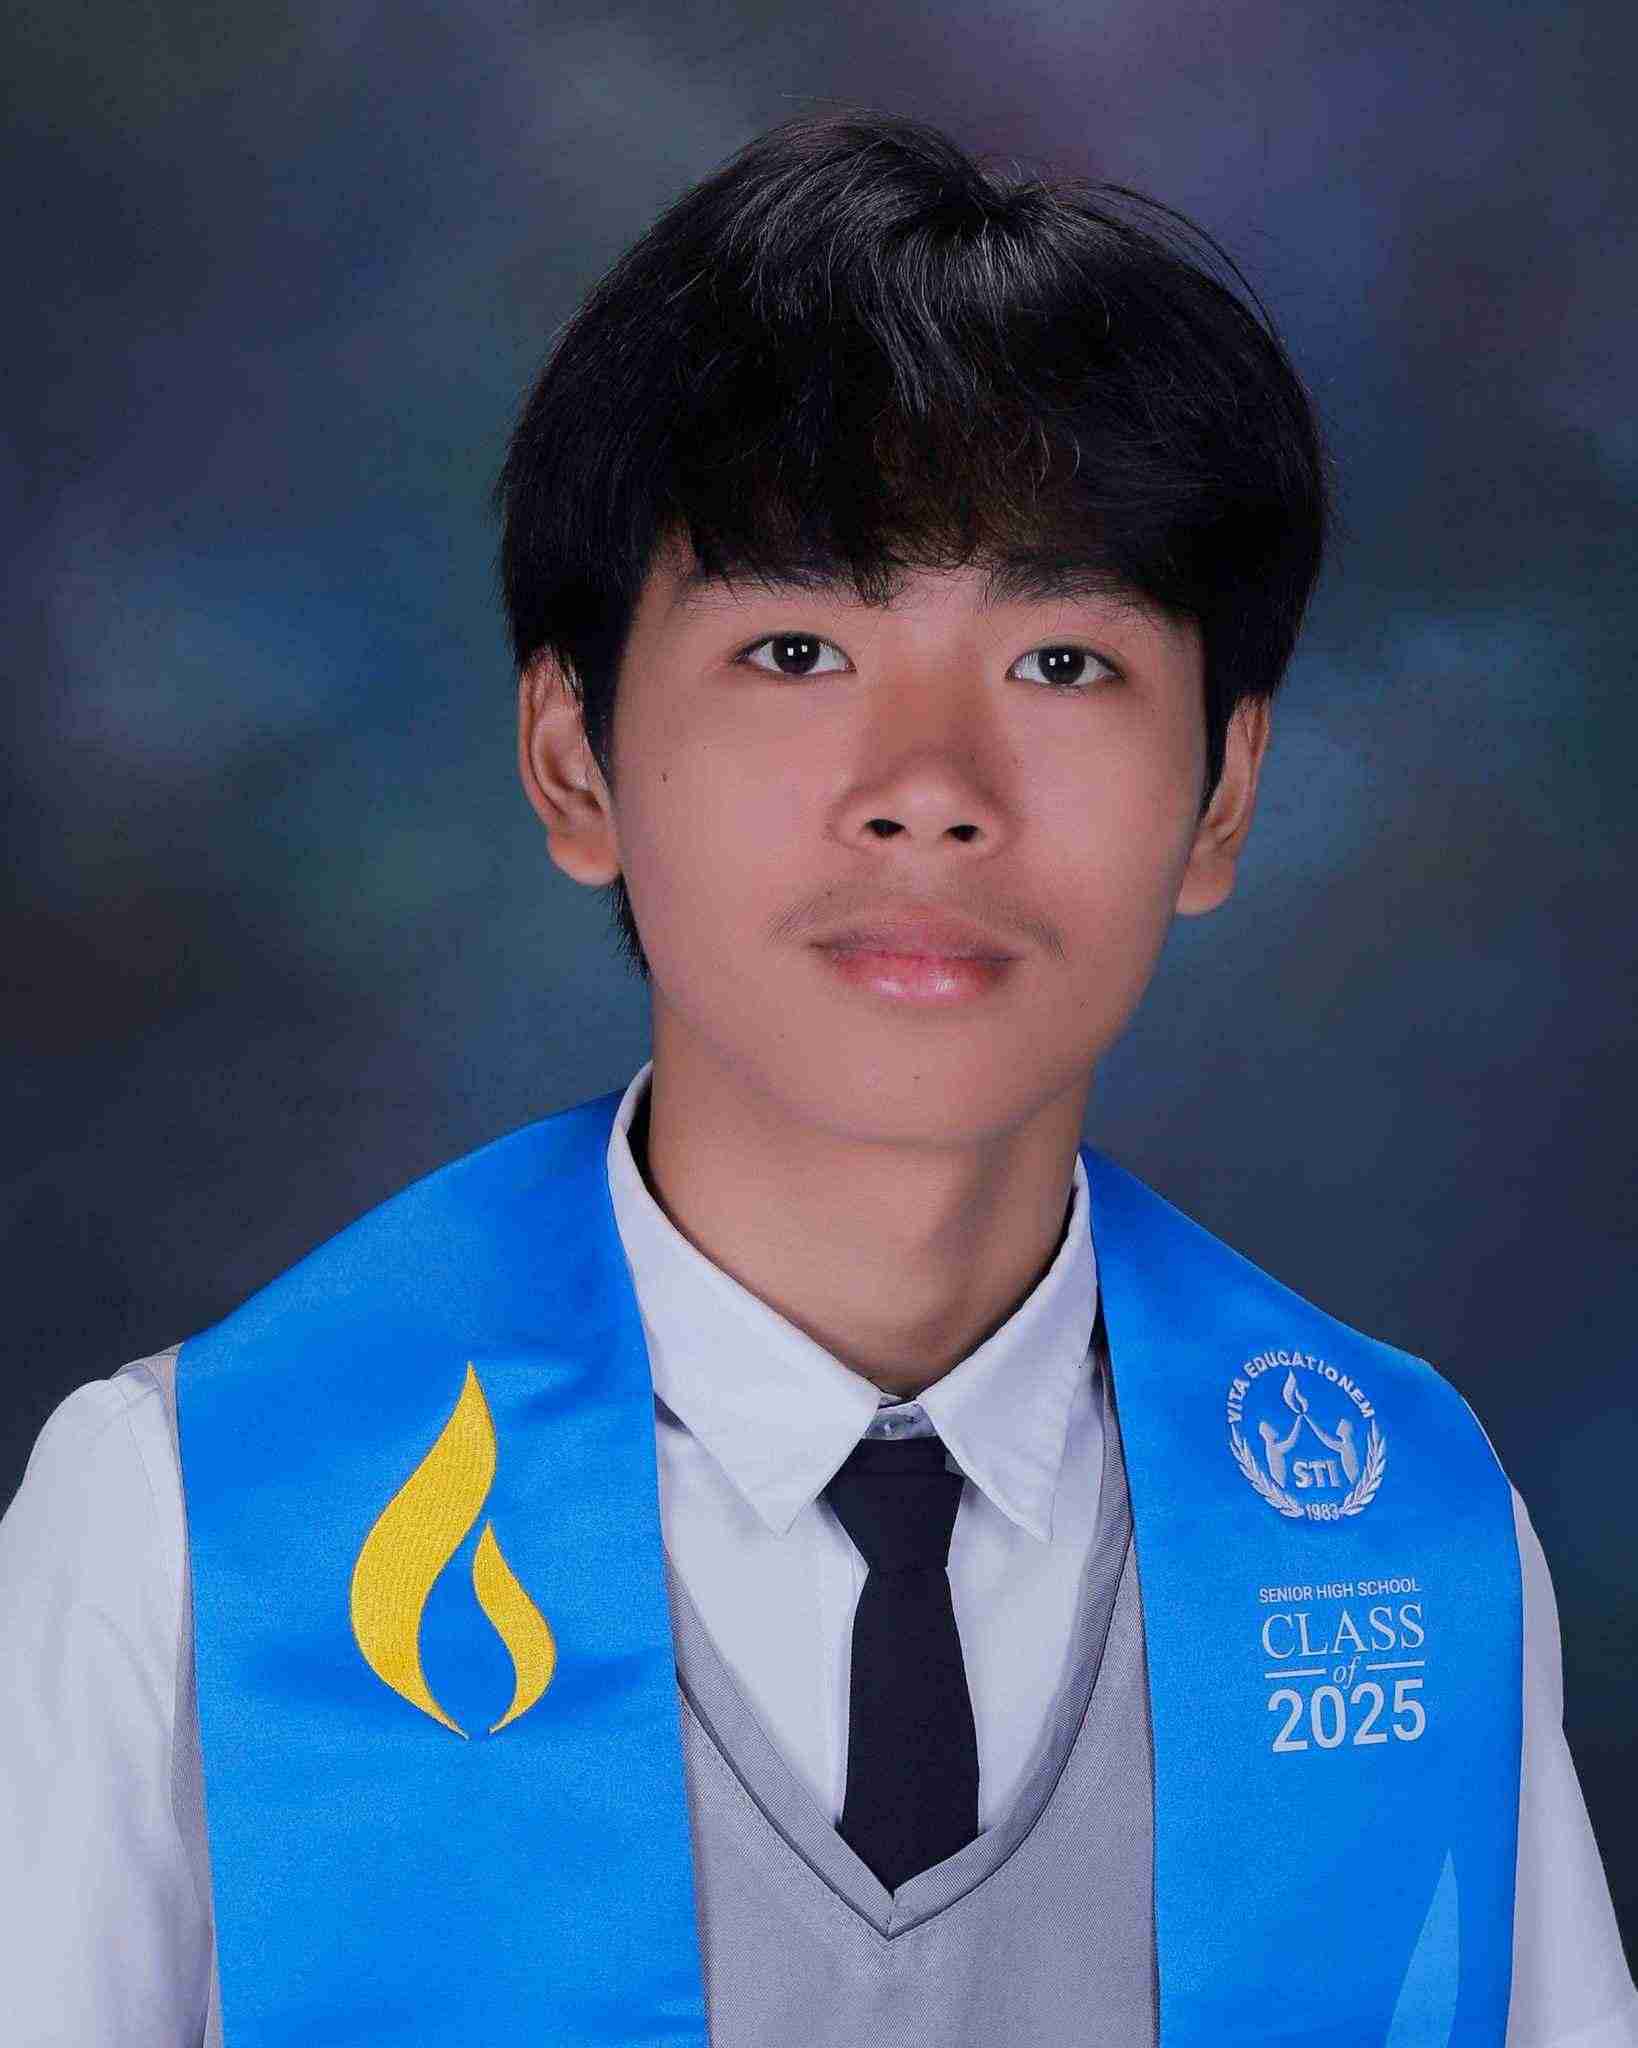 VITA EDUCATIONEM
STI
1983
SENIOR HIGH SCHOOL
CLASS
of
2025